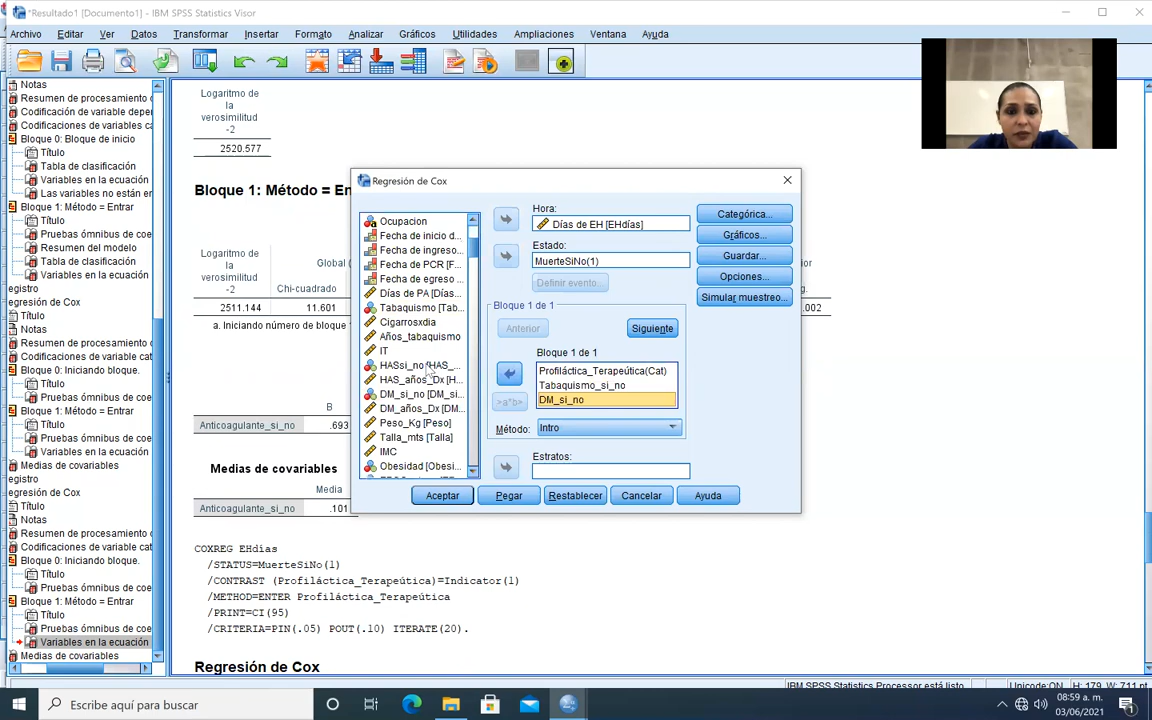 *Resultado1 [Documento1] - IBM SPSS Statistics Visor
Archivo Editar Ver Datos Transformar Insertar Formato Analizar Gráficos Utilidades Ampliaciones Ventana Ayuda
Notas
Resumen de procesamiento
Codificación de variable depe
Codificaciones de variables ca
Bloque 0: Bloque de inicio
Título
Tabla de clasificación
Variables en la ecuación
Las variables no están er
Bloque 1: Método = Entrar
Título
Pruebas ómnibus de coe
Resumen del modelo
Tabla de clasificación
Variables en la ecuación
egistro
egresión de Cox
Título
Notas
Resumen de procesamiento d
Codificaciones de variable cat
Bloque 0: Iniciando bloque.
Título
Pruebas ómnibus de coe
Bloque 1: Método = Entrar
Título
Pruebas ómnibus de coe
Variables en la ecuación
Medias de covariables
egistro
egresión de Cox
Título
Notas
Resumen de procesamiento d
Codificaciones de variable cat
Bloque 0: Iniciando bloque.
Título
Pruebas ómnibus de coe
Bloque 1: Método = Entrar
Título
Pruebas ómnibus de coe
Variables en la ecuación
Medias de covariables
Logaritmo de
la
verosimilitud
-2
2520.577
Bloque 1: Método = En
Logaritmo de
la
verosimilitud
-2
Global (
Chi-cuadrado
2511.144 11.601
.002
a. Iniciando número de bloque
B
Anticoagulante_si_no .693
Medias de covariables
Media
Anticoagulante_si_no .101
COXREG EHdías
/STATUS=MuerteSiNo(1)
/CONTRAST (Profiláctica_Terapeútica)=Indicator(1)
/METHOD=ENTER Profiláctica_Terapeútica
/PRINT=CI(95)
/CRITERIA=PIN(.05) POUT(.10) ITERATE(20).
Regresión de Cox
Regresión de Cox
Ocupacion
Fecha de inicio d...
Fecha de ingreso...
Fecha de PCR [F...
Fecha de egreso ...
Días de PA [Días...
Tabaquismo [Tab...
Cigarrosxdia
Años_tabaquismo
IT
HASsi_no [HAS_...
HAS_años_Dx [H...
DM_si_no [DM_si...
DM_años_Dx [DM...
Peso_Kg [Peso]
Talla_mts [Talla]
IMC
Obesidad [Obesi...
Hora:
Días de EH [EHdías]
Estado:
MuerteSiNo(1)
Definir evento...
Bloque 1 de 1
Anterior Siguiente
Bloque 1 de 1
Profiláctica_Terapeútica(Cat)
Tabaquismo_si_no
DM_si_no
>a*b>
Método: Intro
Estratos:
Categórica...
Gráficos...
Guardar...
Opciones...
Simular muestreo...
Aceptar Pegar Restablecer Cancelar Ayuda
IBM SPSS Statistics Processor está listo Unicode:ON H: 179, W: 711 pt
Escribe aquí para buscar
08:59 a. m.
03/06/2021
1